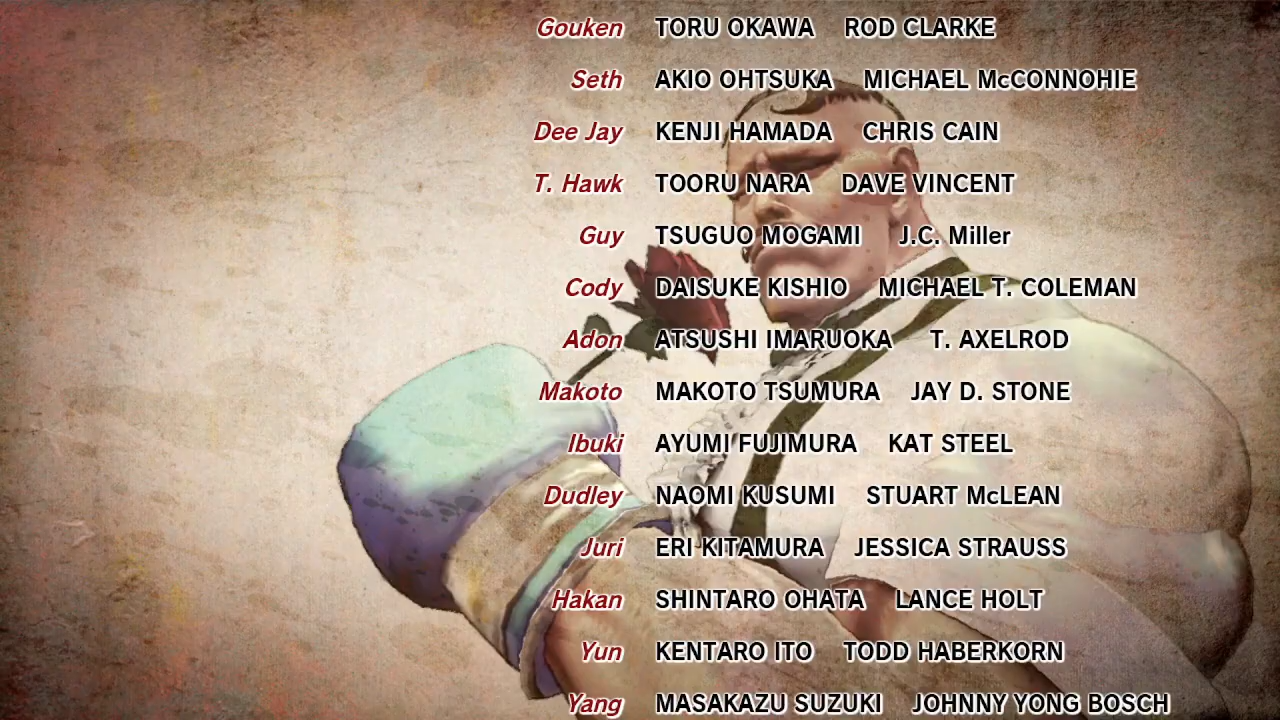 Gouken TORU OKAWA ROD CLARKE
Seth AKIO OHTSUKA MICHAEL McCONNOHIE
Dee Jay KENJI HAMADA CHRIS CAIN
T. Hawk TOORU NARA DAVE VINCENT
Guy TSUGUO MOGAMI J.C. Miller
Cody DAISUKE KISHIO MICHAEL T. COLEMAN
Adon ATSUSHI IMARUOKA T. AXELROD
Makoto MAKOTO TSUMURA JAY D. STONE
Ibuki AYUMI FUJIMURA KAT STEEL
Dudley NAOMI KUSUMI STUART McLEAN
Juri ERI KITAMURA JESSICA STRAUSS
Hakan SHINTARO OHATA LANCE HOLT
Yun KENTARO ITO TODD HABERKORN
Yang MASAKAZU SUZUKI JOHNNY YONG BOSCH